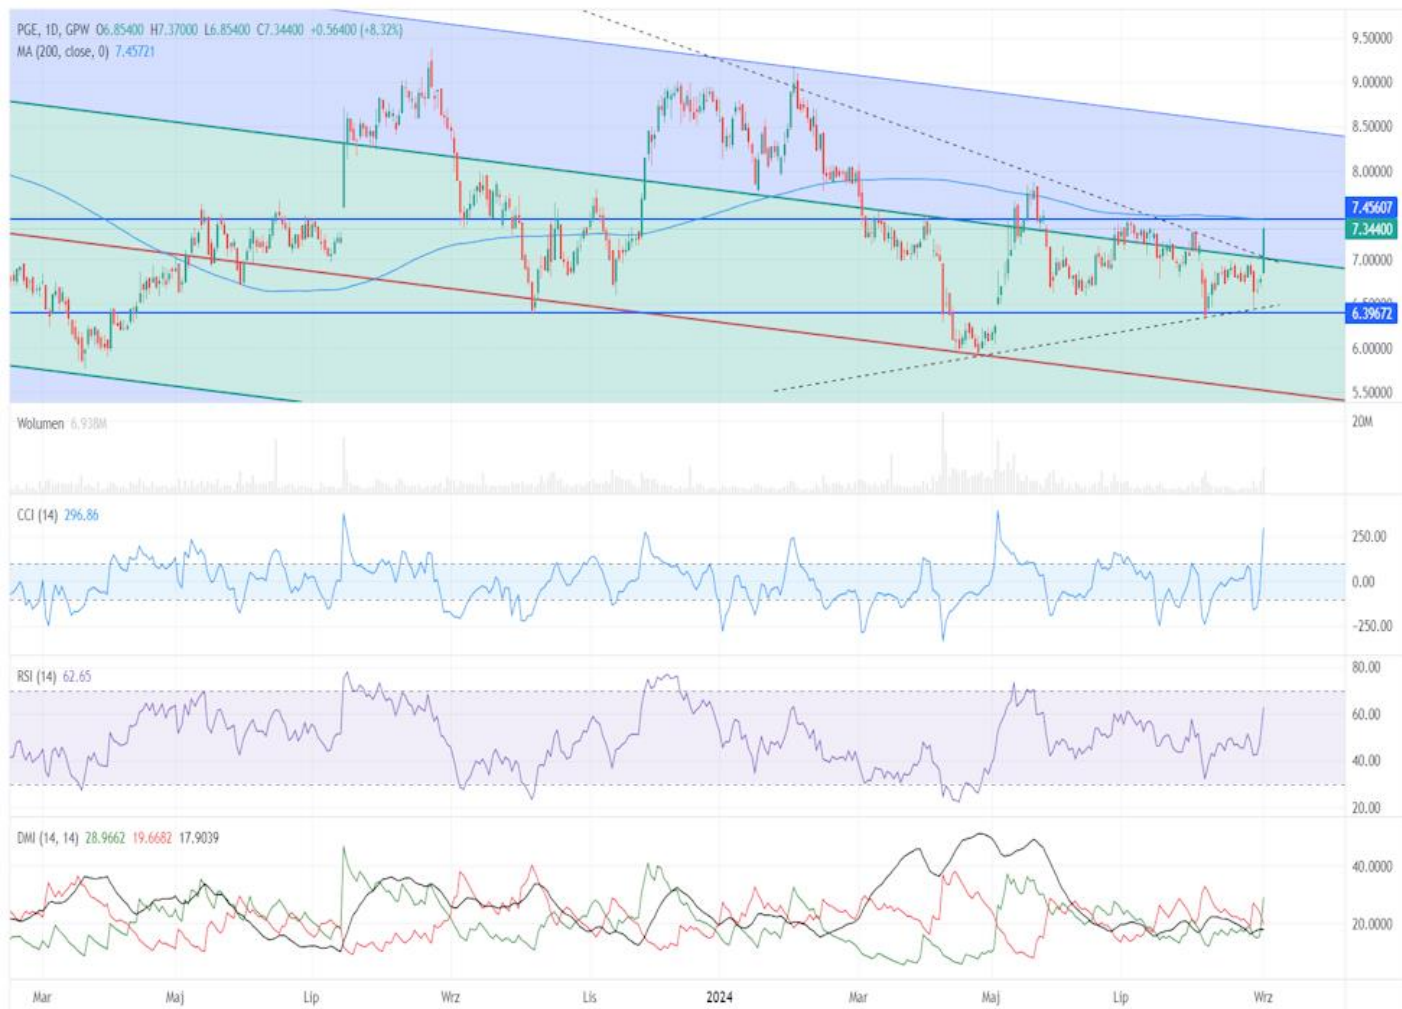 PGE, 1D, GPW O6.85400 H7.37000 L6.85400 C7.34400 +0.56400 (+8.32%)
MA (200, close, 0) 7.45721
9.50000
9.00000
8.50000
8.00000
7.45607
7.34400
7.00000
6.39672
6.00000
5.50000
Wolumen 6.938M
20M
CCI (14) 296.86
250.00
0.00
−250.00
RSI (14) 62.65
80.00
60.00
40.00
20.00
DMI (14, 14) 28.9662 19.6682 17.9039
40.0000
20.0000
Mar Maj Lip Wrz Lis 2024 Mar Maj Lip Wrz